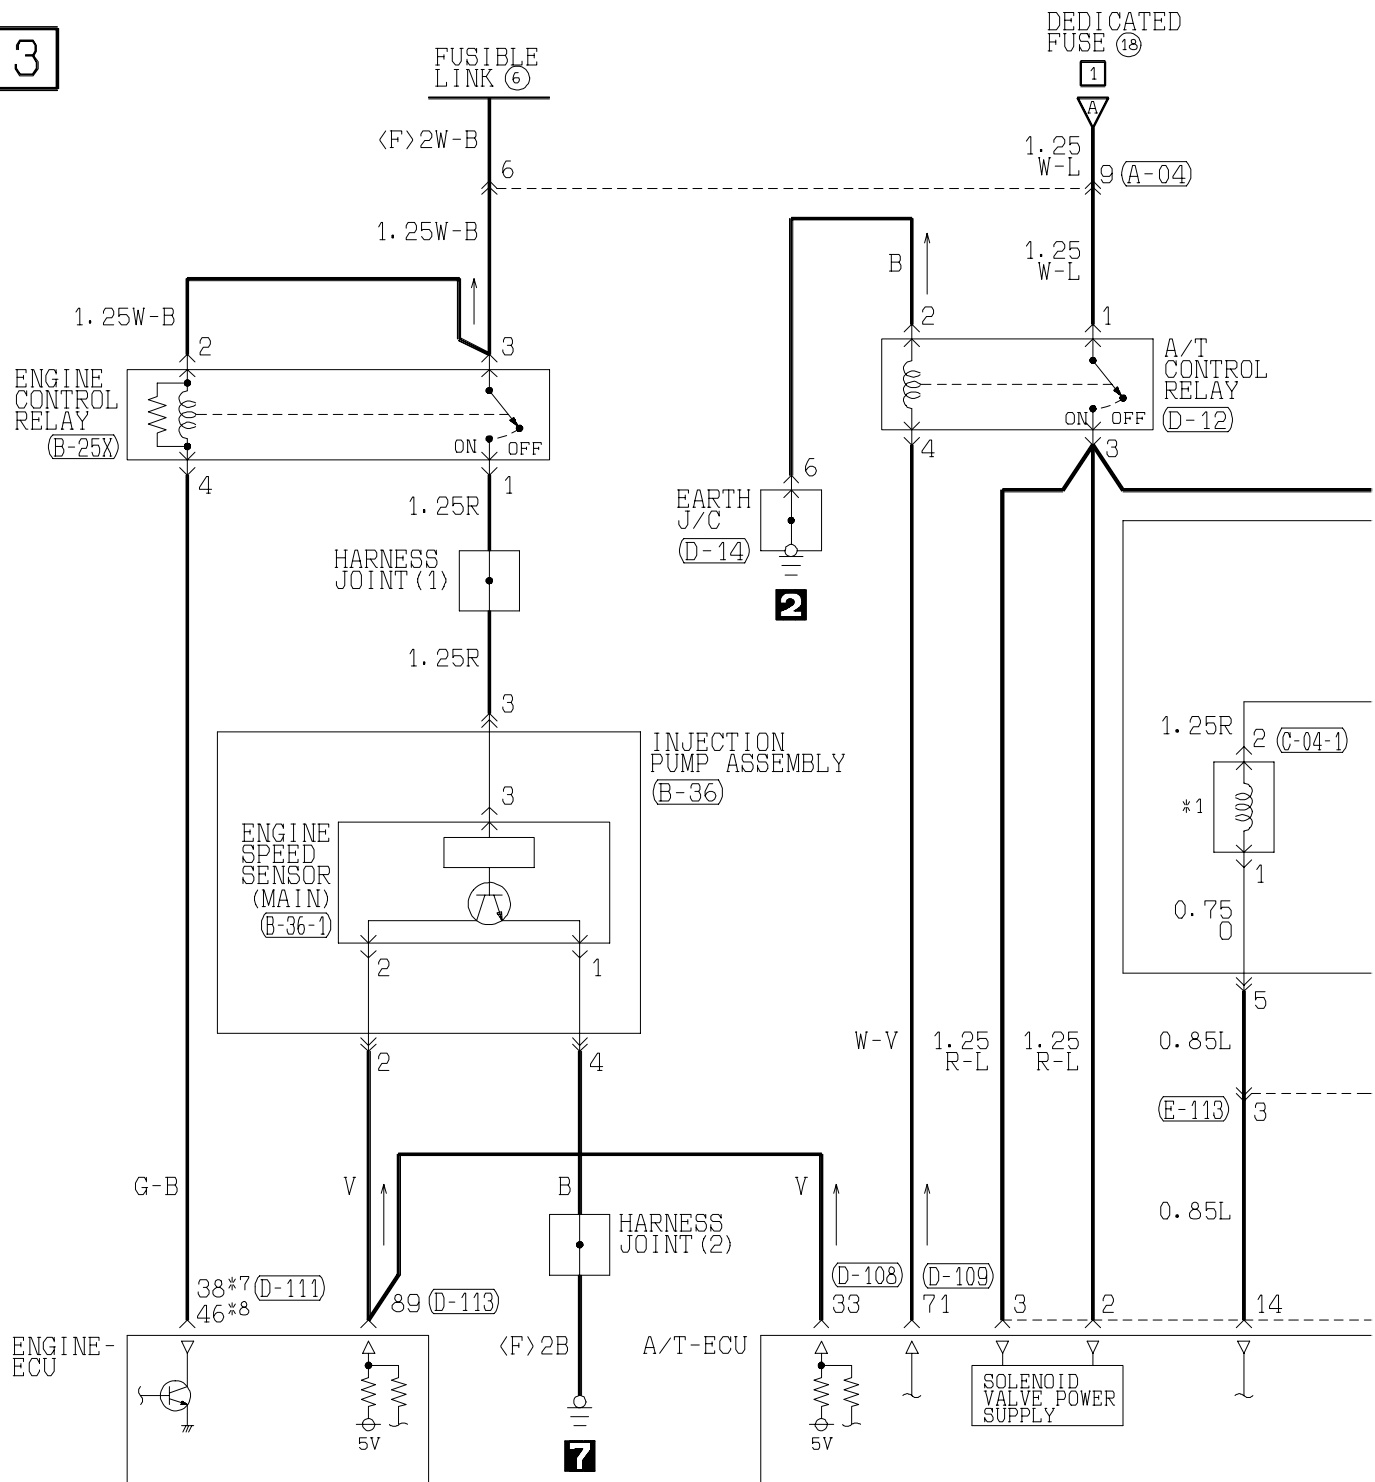 3
FUSIBLE
LINK ⑥
DEDICATED
FUSE ⑱
1
A
<F>2W-B
6
1.25
W-L
9 (A-04)
1.25W-B
B
1.25
W-L
1.25W-B
2
3
2
1
ENGINE
CONTROL
RELAY
(B-25X)
ON OFF
A/T
CONTROL
RELAY
(D-12)
ON OFF
4
1
4
3
1.25R
6
EARTH
J/C
(D-14)
2
HARNESS
JOINT(1)
1.25R
3
INJECTION
PUMP ASSEMBLY
(B-36)
1.25R
2 (C-04-1)
*1
1
3
ENGINE
SPEED
SENSOR
(MAIN)
(B-36-1)
0.75
O
2
1
5
2
4
W-V
1.25
R-L
1.25
R-L
0.85L
(E-113)
3
G-B
V
B
V
0.85L
HARNESS
JOINT(2)
38*7 (D-111)
46*8
89 (D-113)
(D-108)
33
(D-109)
71
3
2
14
ENGINE-
ECU
<F>2B
A/T-ECU
SOLENOID
VALVE POWER
SUPPLY
5V
5V
7